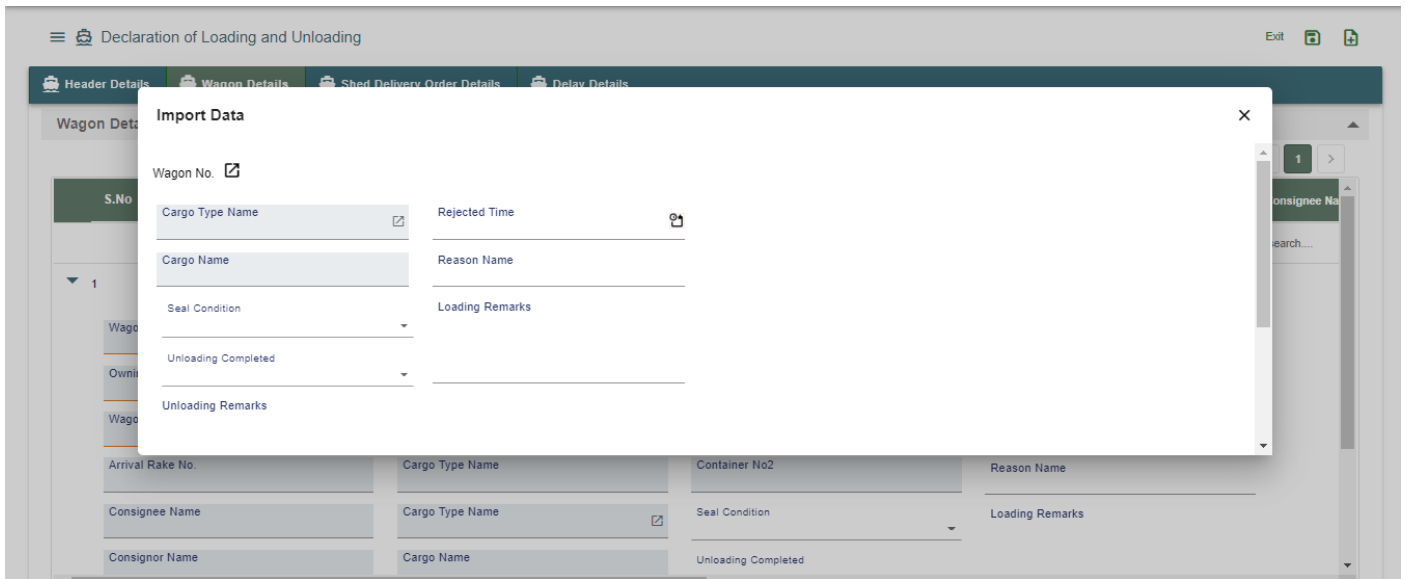 Declaration of Loading and Unloading
Exit
Header Details Wagon Details Shed Delivery Order Details Delay Details
Wagon Deta
Import Data
1
Wagon No.
S.No
onsignee Na
Cargo Type Name Rejected Time
search....
Cargo Name Reason Name
1
Seal Condition Loading Remarks
Wago
Unloading Completed
Ownin
Unloading Remarks
Wago
Arrival Rake No. Cargo Type Name Container No2 Reason Name
Consignee Name Cargo Type Name Seal Condition Loading Remarks
Consignor Name Cargo Name Unloading Completed